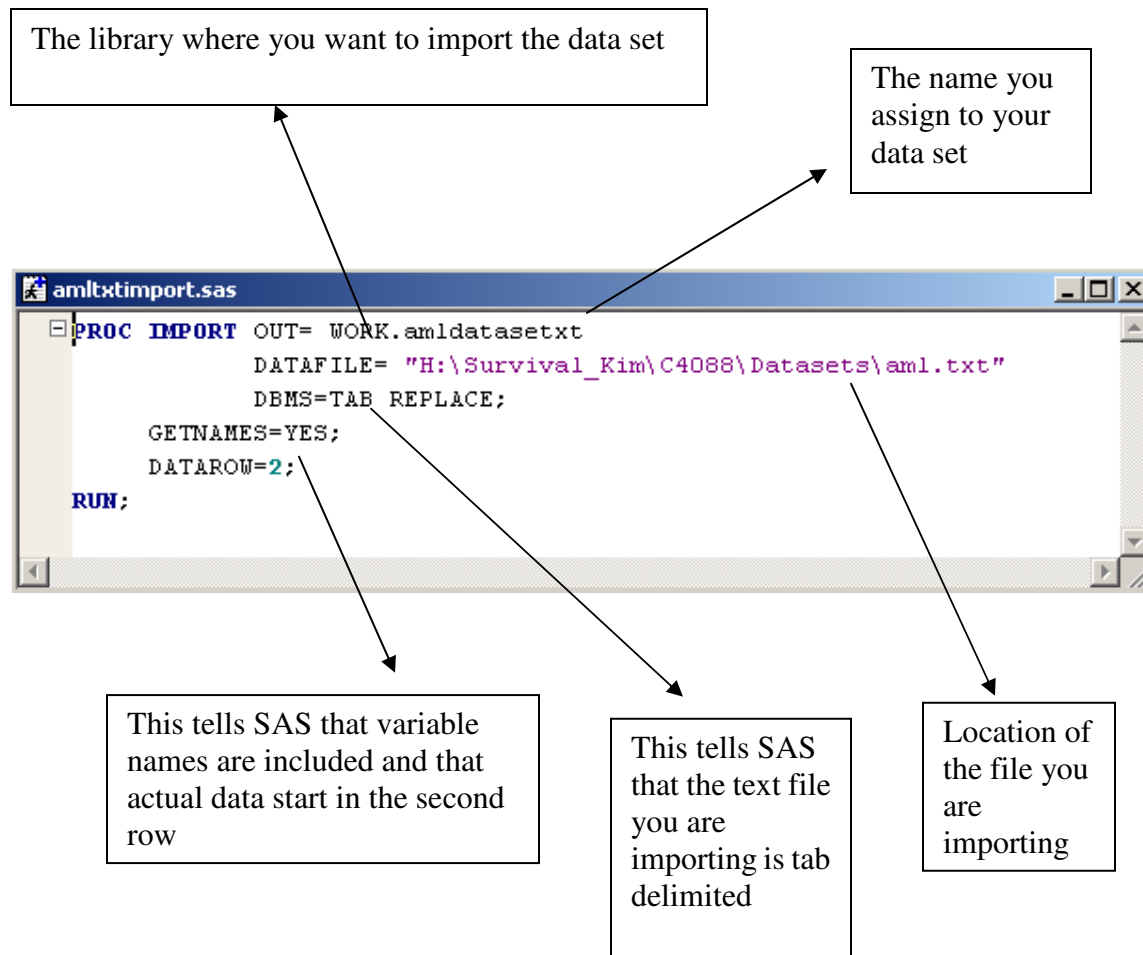 The library where you want to import the data set
The name you
assign to your
data set
amltxtimport.sas
PROC IMPORT OUT= WORK.amldatasetxt
DATAFILE= "H:\Survival_Kim\C4088\Datasets\aml.txt"
DBMS=TAB REPLACE;
GETNAMES=YES;
DATAROW=2;
RUN;
This tells SAS that variable
names are included and that
actual data start in the second
row
This tells SAS
that the text file
you are
importing is tab
delimited
Location of
the file you
are
importing